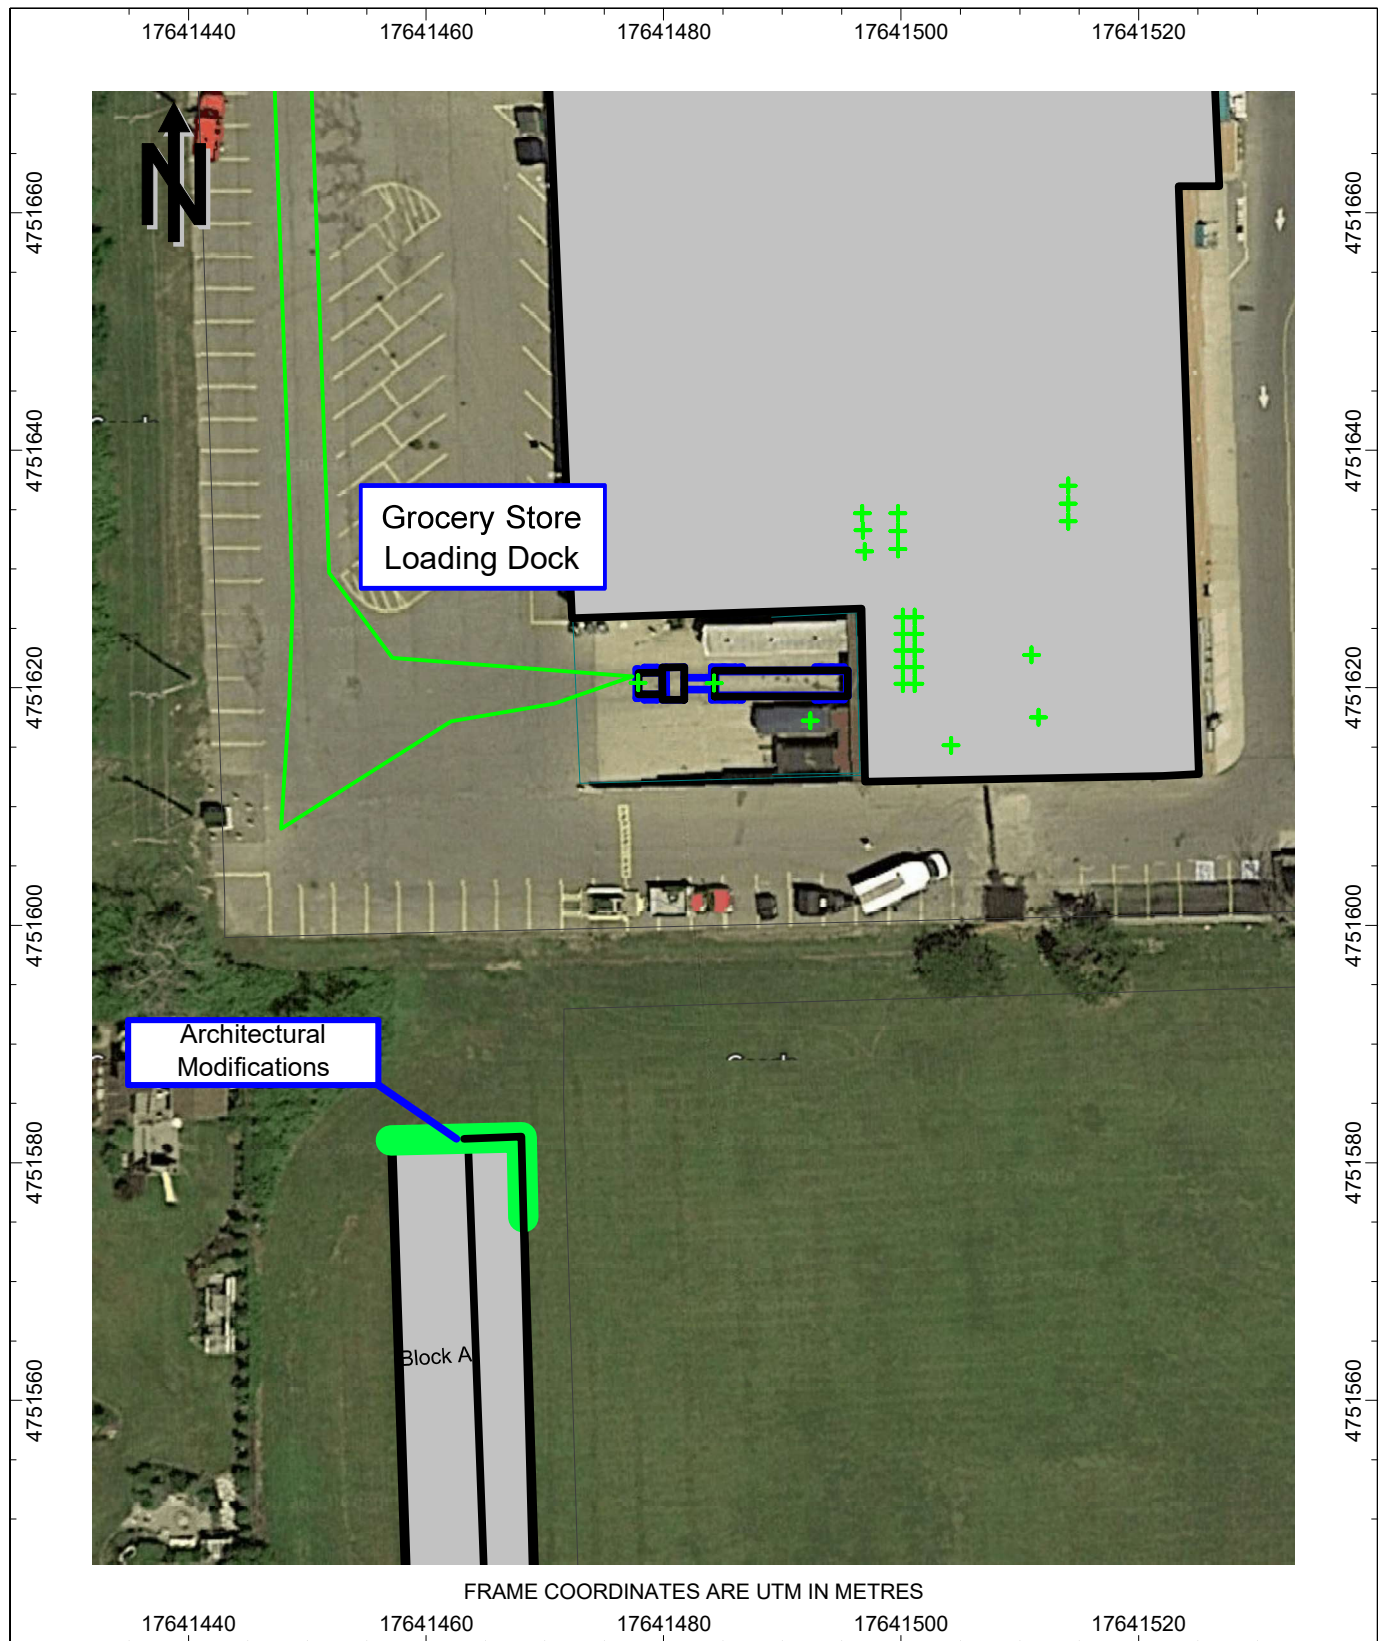 17641440 17641460 17641480 17641500 17641520
N
4751660 4751660
4751640 4751640
Grocery Store
Loading Dock
4751620 4751620
4751600 4751600
Architectural
Modifications
4751580 4751580
Block A
4751560 4751560
FRAME COORDINATES ARE UTM IN METRES
17641440 17641460 17641480 17641500 17641520